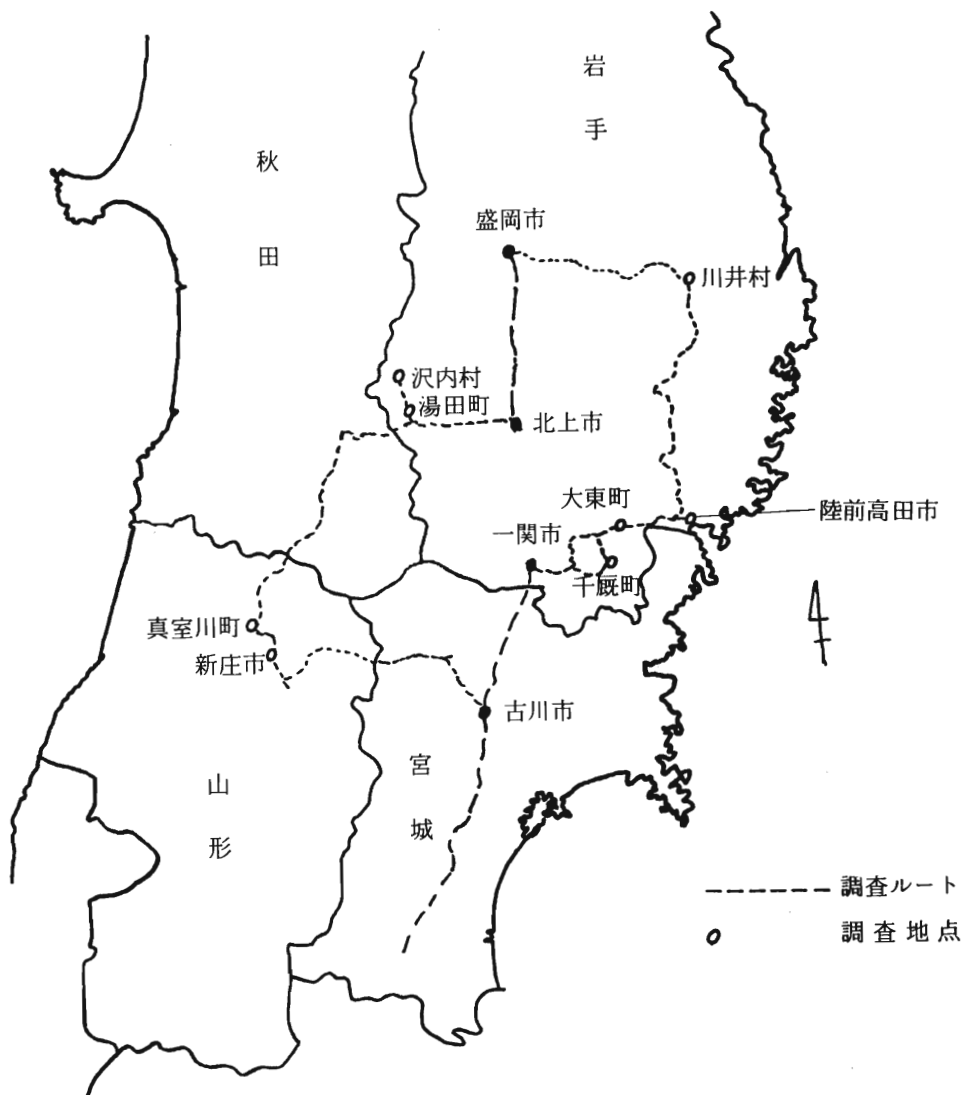 岩手
秋田
盛岡市
川井村
沢内村
湯田町
北上市
大東町
陸前高田市
一関市
千厩町
真室川町
新庄市
古川市
宮城
山形
調査ルート
調査地点